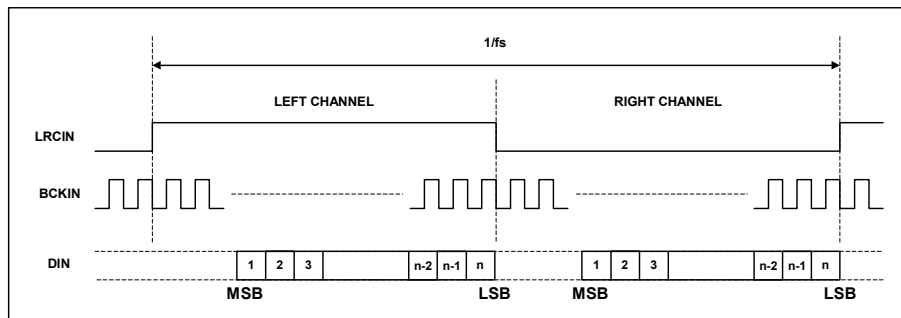 1/fs
LEFT CHANNEL RIGHT CHANNEL
LRCIN
BCKIN
DIN 1 2 3 n-2 n-1 n 1 2 3 n-2 n-1 n
MSB LSB MSB LSB